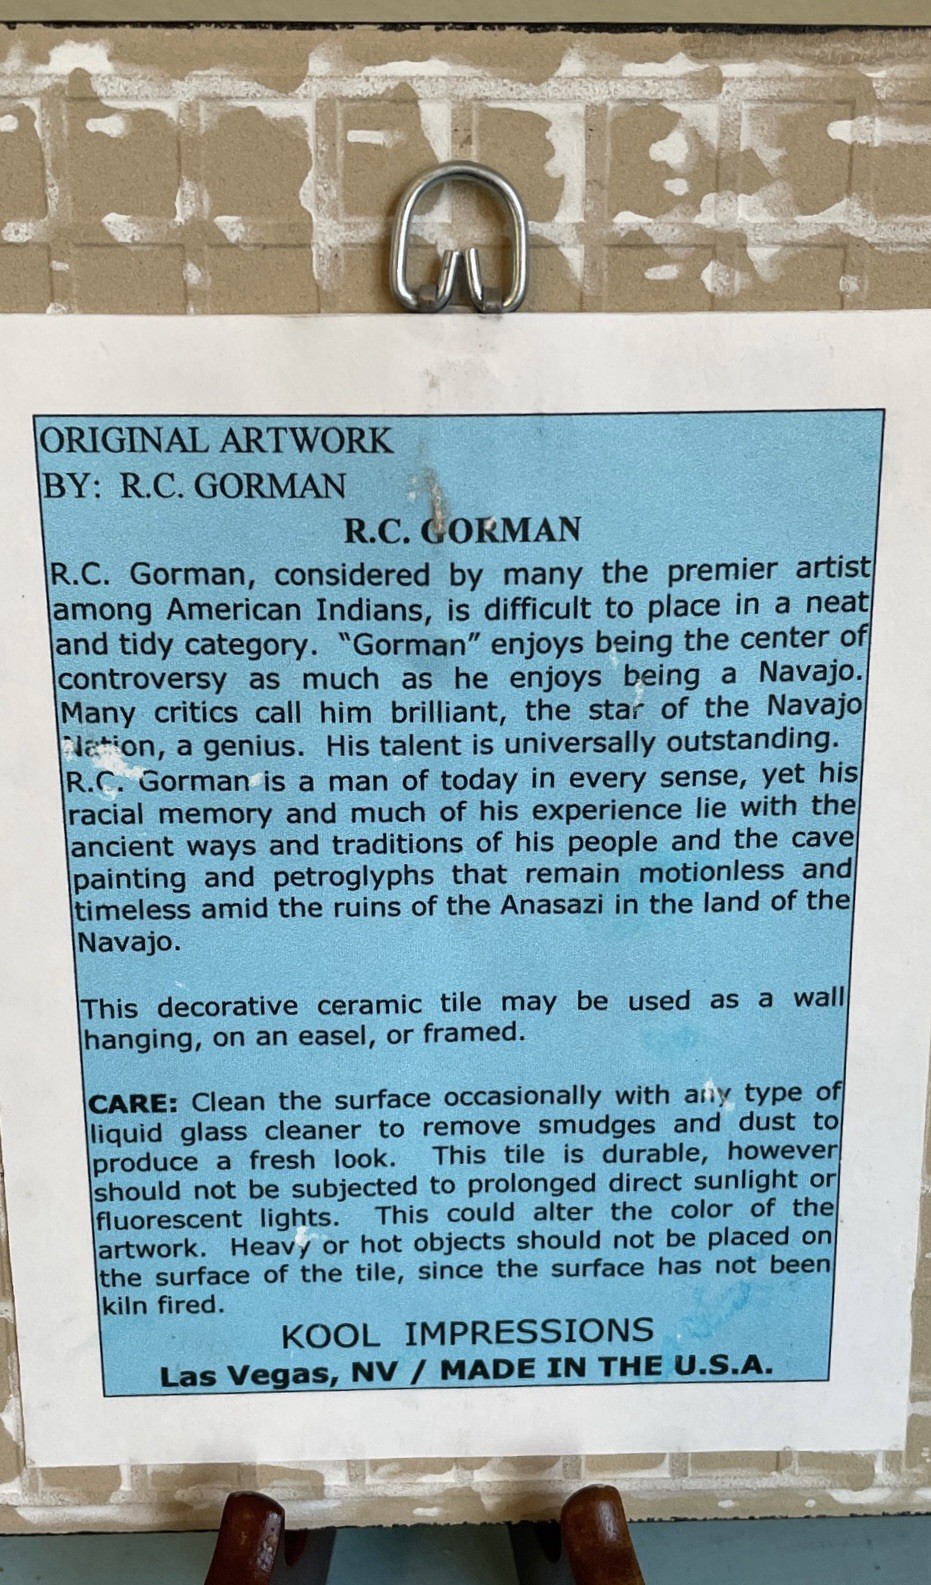 ORIGINAL ARTWORK
BY: R.C. GORMAN
R.C. GORMAN
R.C. Gorman, considered by many the premier artist
among American Indians, is difficult to place in a neat
and tidy category. “Gorman” enjoys being the center of
controversy as much as he enjoys being a Navajo.
Many critics call him brilliant, the star of the Navajo
Nation, a genius. His talent is universally outstanding.
R.C. Gorman is a man of today in every sense, yet his
racial memory and much of his experience lie with the
ancient ways and traditions of his people and the cave
painting and petroglyphs that remain motionless and
timeless amid the ruins of the Anasazi in the land of the
Navajo.
This decorative ceramic tile may be used as a wall
hanging, on an easel, or framed.
CARE: Clean the surface occasionally with any type of
liquid glass cleaner to remove smudges and dust to
produce a fresh look. This tile is durable, however
should not be subjected to prolonged direct sunlight or
fluorescent lights. This could alter the color of the
artwork. Heavy or hot objects should not be placed on
the surface of the tile, since the surface has not been
kiln fired.
KOOL IMPRESSIONS
Las Vegas, NV / MADE IN THE U.S.A.